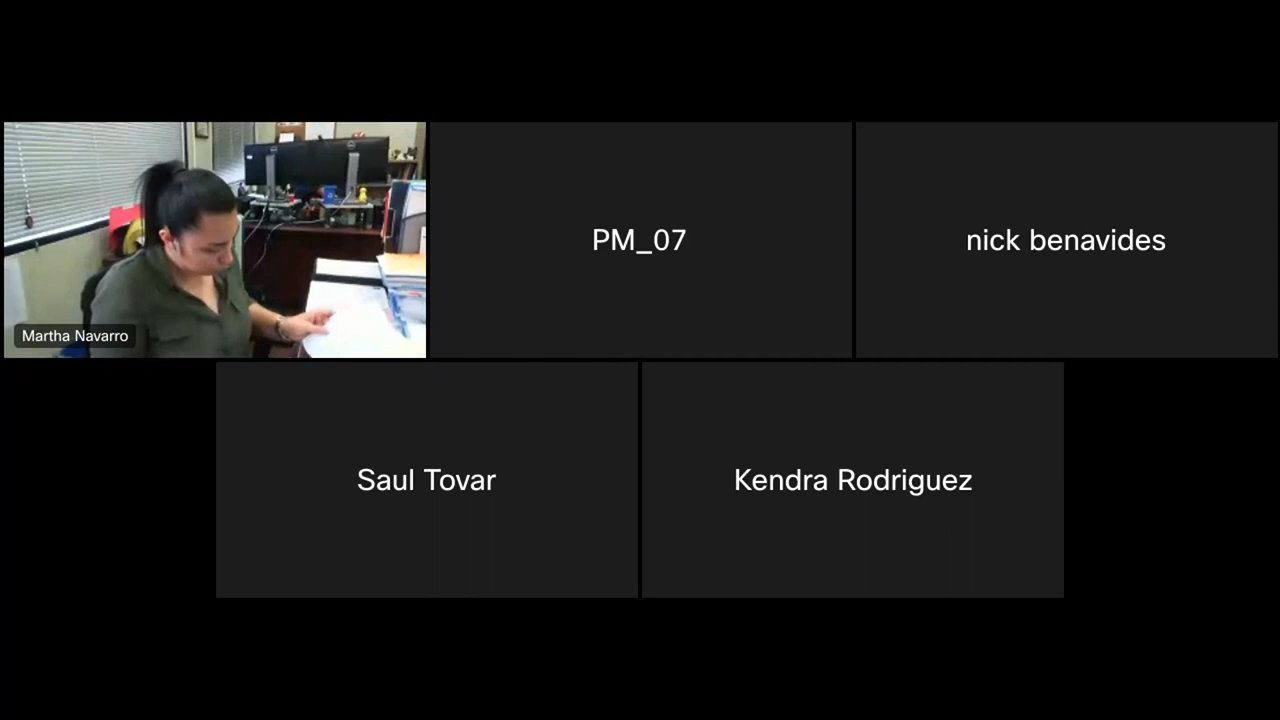 Martha Navarro
PM_07
nick benavides
Saul Tovar
Kendra Rodriguez